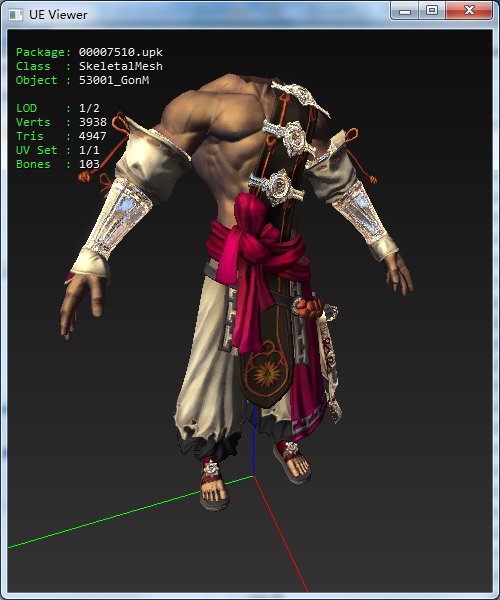 UE Viewer
Package: 00007510.upk
Class : SkeletalMesh
Object : 53001_GonM
LOD : 1/2
Verts : 3938
Tris : 4947
UV Set : 1/1
Bones : 103